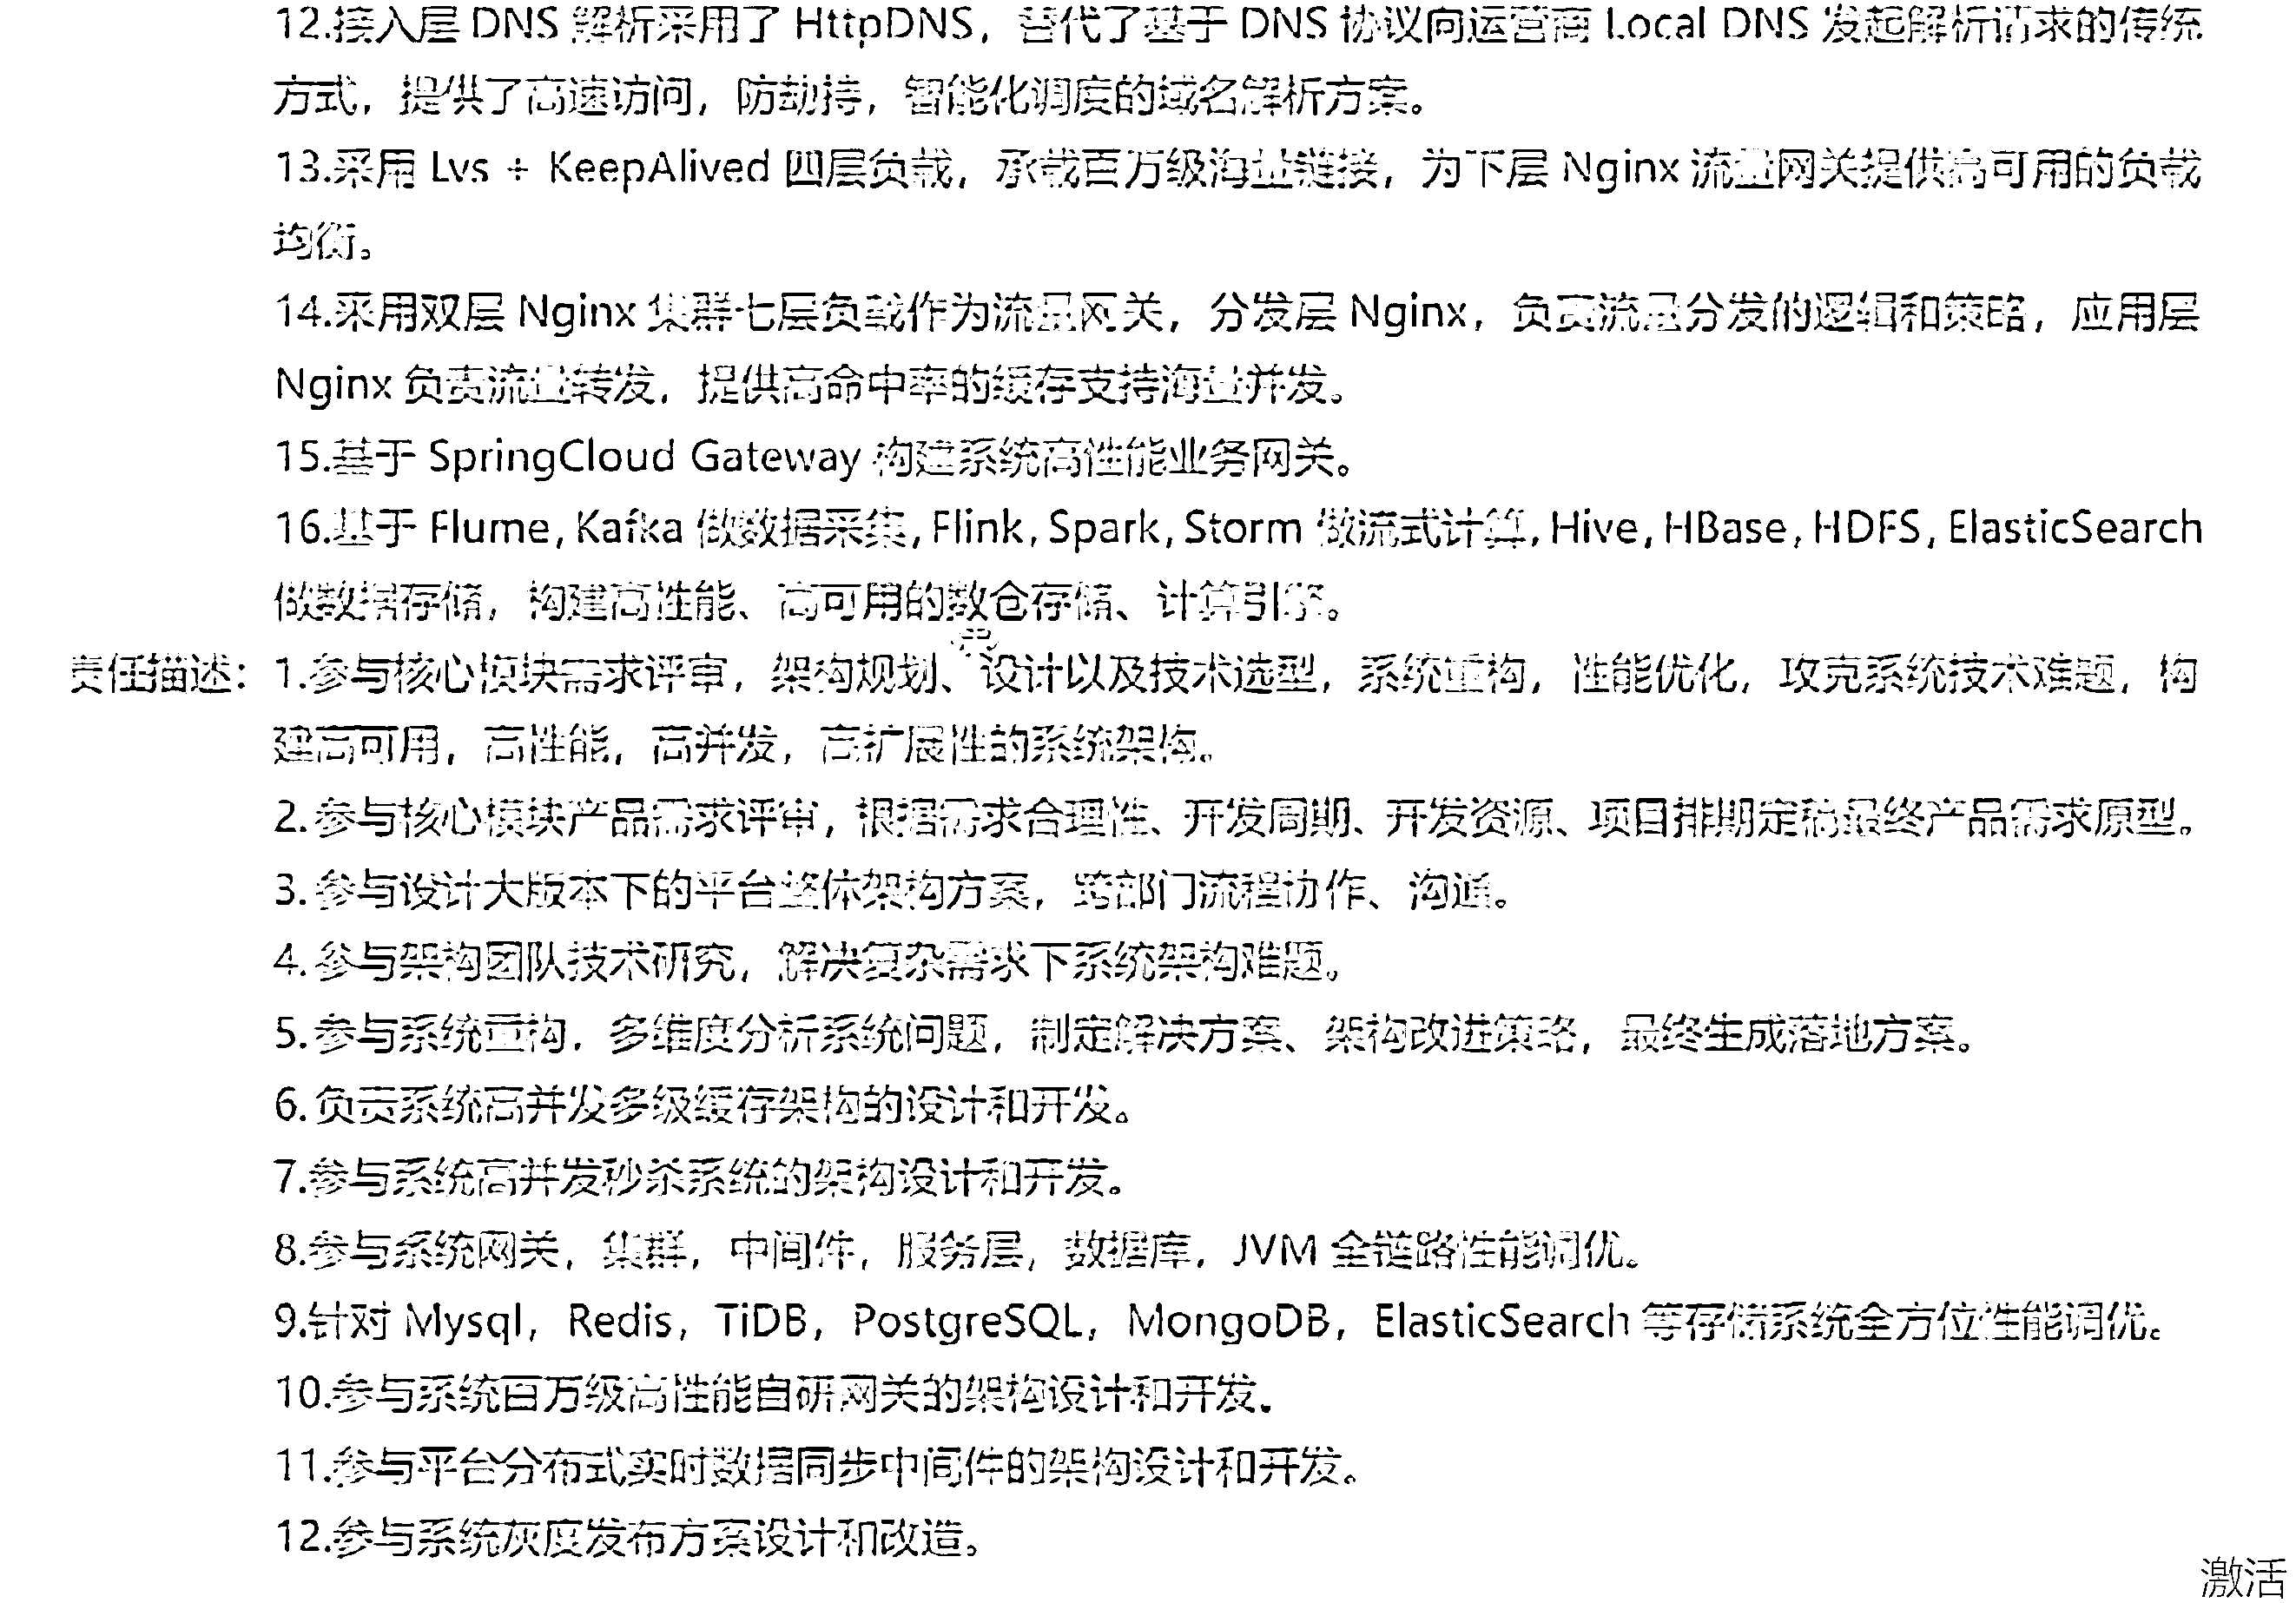 12.接入层 DNS 解析采用了 HttpDNS，替代了基于 DNS 协议向运营商 Local DNS 发起解析请求的传统
方式，提供了高速访问，防劫持，智能化调度的域名解析方案。
13.采用 Lvs + KeepAlived 四层负载，承载百万级海量链接，为下层 Nginx 流量网关提供高可用的负载
均衡。
14.采用双层 Nginx 集群七层负载作为流量网关，分发层 Nginx，负责流量分发的逻辑和策略，应用层
Nginx 负责流量转发，提供高命中率的缓存支持海量并发。
15.基于 SpringCloud Gateway 构建系统高性能业务网关。
16.基于 Flume, Kafka 做数据采集, Flink, Spark, Storm 做流式计算, Hive, HBase, HDFS, ElasticSearch
做数据存储，构建高性能、高可用的数仓存储、计算引擎。
责任描述：1.参与核心模块需求评审，架构规划、设计以及技术选型，系统重构，性能优化，攻克系统技术难题，构
建高可用，高性能，高并发，高扩展性的系统架构。
2.参与核心模块产品需求评审，根据需求合理性、开发周期、开发资源、项目排期定稿最终产品需求原型。
3.参与设计大版本下的平台整体架构方案，跨部门流程协作、沟通。
4.参与架构团队技术研究，解决复杂需求下系统架构难题。
5.参与系统重构，多维度分析系统问题，制定解决方案、架构改进策略，最终生成落地方案。
6.负责系统高并发多级缓存架构的设计和开发。
7.参与系统高并发秒杀系统的架构设计和开发。
8.参与系统网关，集群，中间件，服务层，数据库，JVM 全链路性能调优。
9.针对 Mysql，Redis，TiDB，PostgreSQL，MongoDB，ElasticSearch 等存储系统全方位性能调优。
10.参与系统百万级高性能自研网关的架构设计和开发。
11.参与平台分布式实时数据同步中间件的架构设计和开发。
12.参与系统灰度发布方案设计和改造。
激活